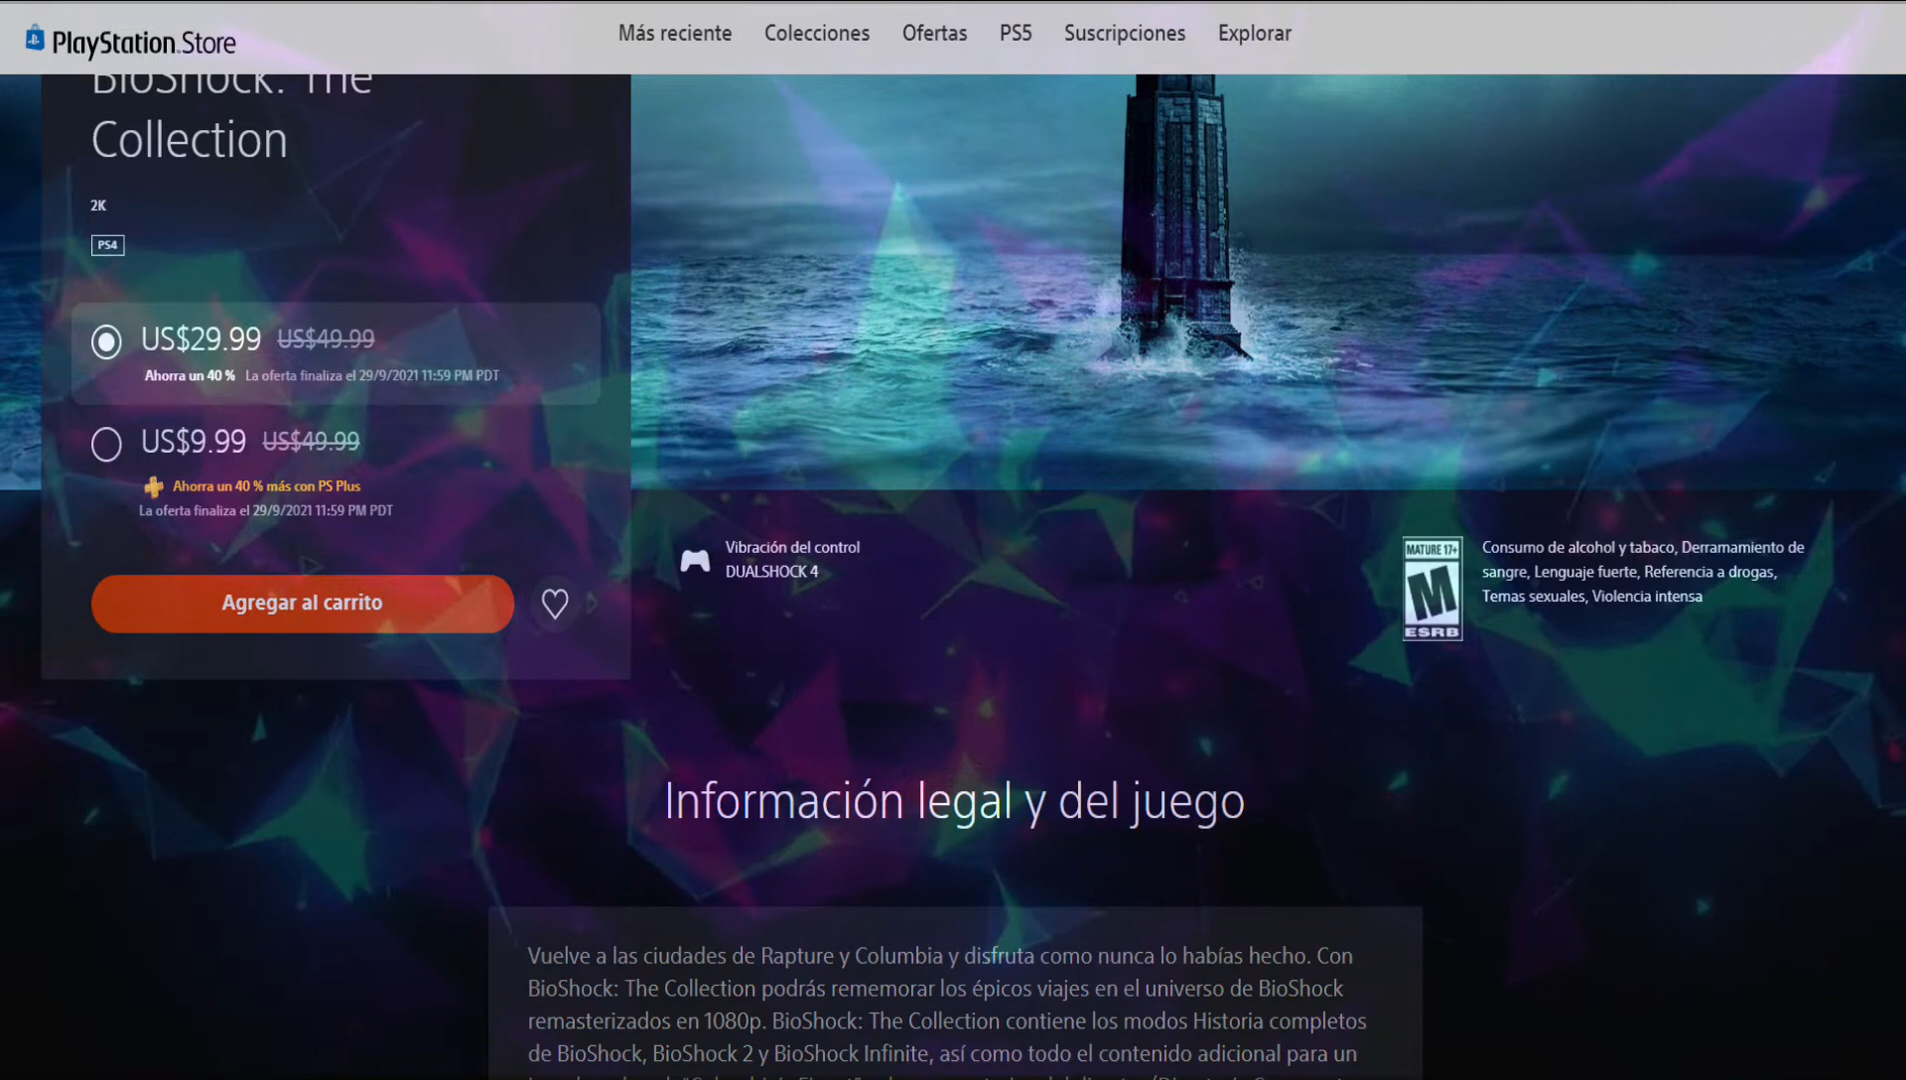 PlayStation Store
Más reciente
Colecciones
Ofertas
PS5
Suscripciones
Explorar
BioShock: The
Collection
2K
PS4
US$29.99 US$49.99
Ahorra un 40 % La oferta finaliza el 29/9/2021 11:59 PM PDT
US$9.99 US$49.99
Ahorra un 40 % más con PS Plus
La oferta finaliza el 29/9/2021 11:59 PM PDT
Agregar al carrito
Vibración del control
DUALSHOCK 4
MATURE 17+
M
ESRB
Consumo de alcohol y tabaco, Derramamiento de
sangre, Lenguaje fuerte, Referencia a drogas,
Temas sexuales, Violencia intensa
Información legal y del juego
Vuelve a las ciudades de Rapture y Columbia y disfruta como nunca lo habías hecho. Con
BioShock: The Collection podrás rememorar los épicos viajes en el universo de BioShock
remasterizados en 1080p. BioShock: The Collection contiene los modos Historia completos
de BioShock, BioShock 2 y BioShock Infinite, así como todo el contenido adicional para un